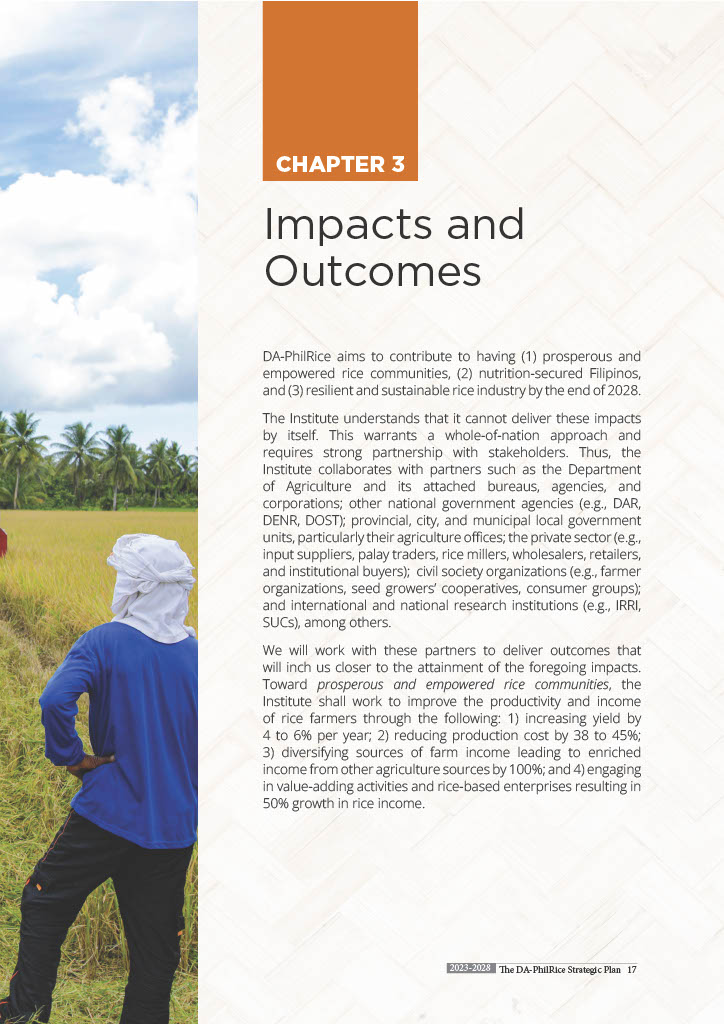 CHAPTER 3
Impacts and
Outcomes
DA-PhilRice aims to contribute to having (1) prosperous and
empowered rice communities, (2) nutrition-secured Filipinos,
and (3) resilient and sustainable rice industry by the end of 2028.
The Institute understands that it cannot deliver these impacts
by itself. This warrants a whole-of-nation approach and
requires strong partnership with stakeholders. Thus, the
Institute collaborates with partners such as the Department
of Agriculture and its attached bureaus, agencies, and
corporations; other national government agencies (e.g., DAR,
DENR, DOST); provincial, city, and municipal local government
units, particularly their agriculture offices; the private sector (e.g.,
input suppliers, palay traders, rice millers, wholesalers, retailers,
and institutional buyers); civil society organizations (e.g., farmer
organizations, seed growers’ cooperatives, consumer groups);
and international and national research institutions (e.g., IRRI,
SUCs), among others.
We will work with these partners to deliver outcomes that
will inch us closer to the attainment of the foregoing impacts.
Toward prosperous and empowered rice communities, the
Institute shall work to improve the productivity and income
of rice farmers through the following: 1) increasing yield by
4 to 6% per year; 2) reducing production cost by 38 to 45%;
3) diversifying sources of farm income leading to enriched
income from other agriculture sources by 100%; and 4) engaging
in value-adding activities and rice-based enterprises resulting in
50% growth in rice income.
2023-2028 The DA-PhilRice Strategic Plan 17